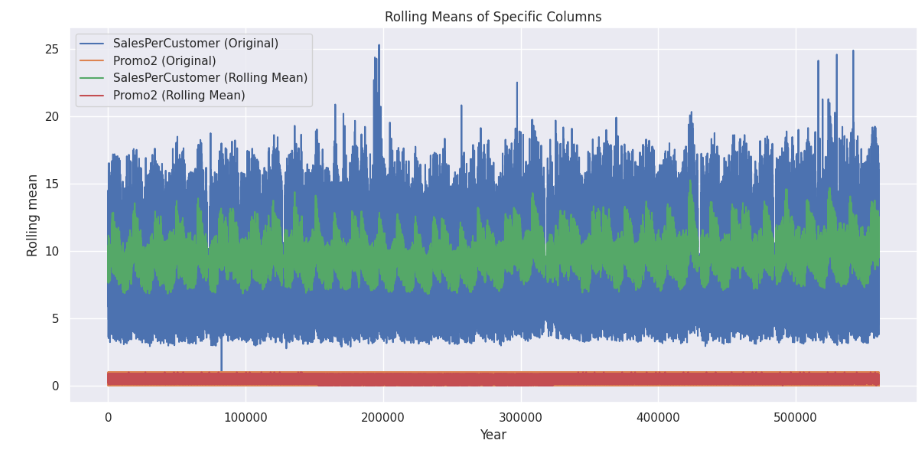 Rolling Means of Specific Columns
SalesPerCustomer (Original)
Promo2 (Original)
SalesPerCustomer (Rolling Mean)
Promo2 (Rolling Mean)
Rolling mean
25
20
15
10
5
0
0
100000
200000
300000
400000
500000
Year